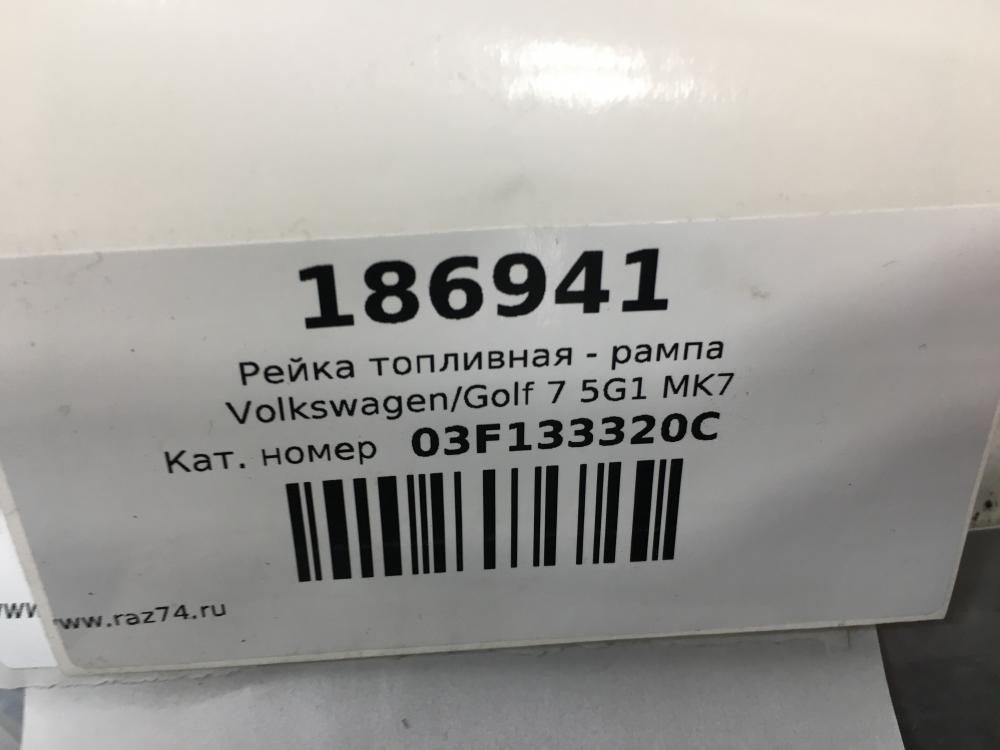 186941
Рейка топливная - рампа
Volkswagen/Golf 7 5G1 MK7
Кат. номер 03F133320C
www.raz74.ru